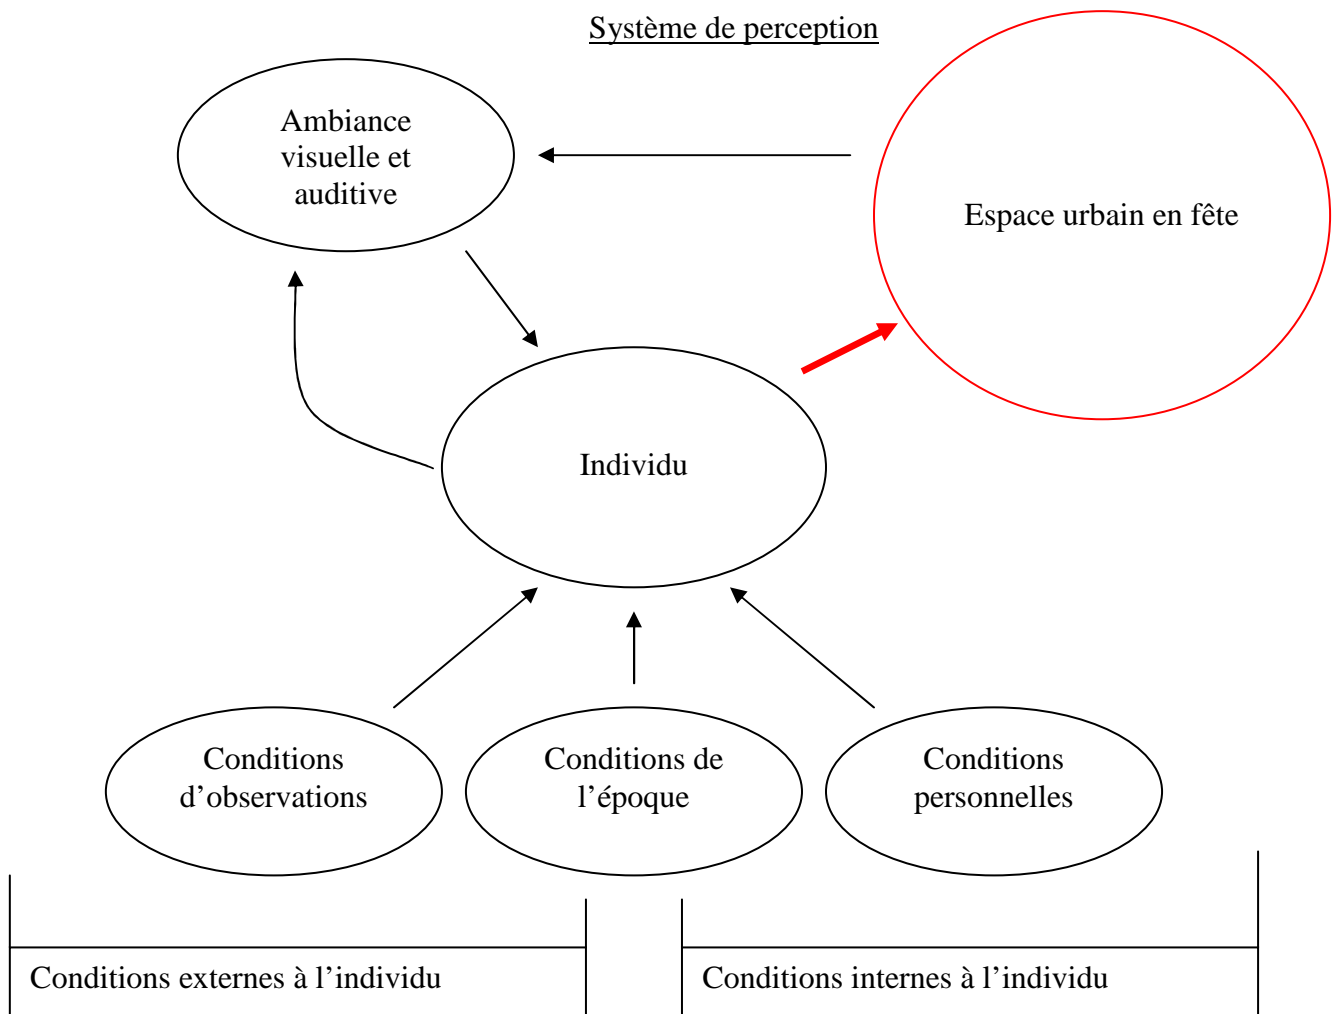 Système de perception
Ambiance
visuelle et
auditive
Espace urbain en fête
Individu
Conditions
d’observations
Conditions de
l’époque
Conditions
personnelles
Conditions externes à l’individu
Conditions internes à l’individu